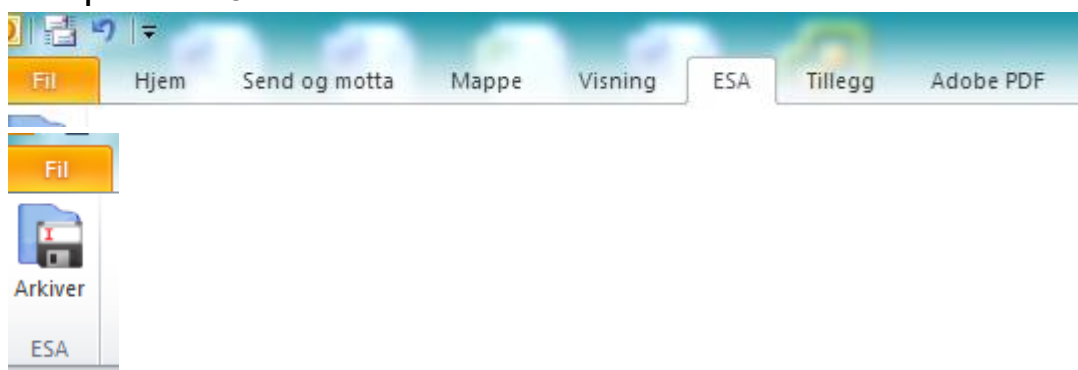 Fil Hjem Send og motta Mappe Visning ESA Tillegg Adobe PDF
Fil
I
Arkiver
ESA